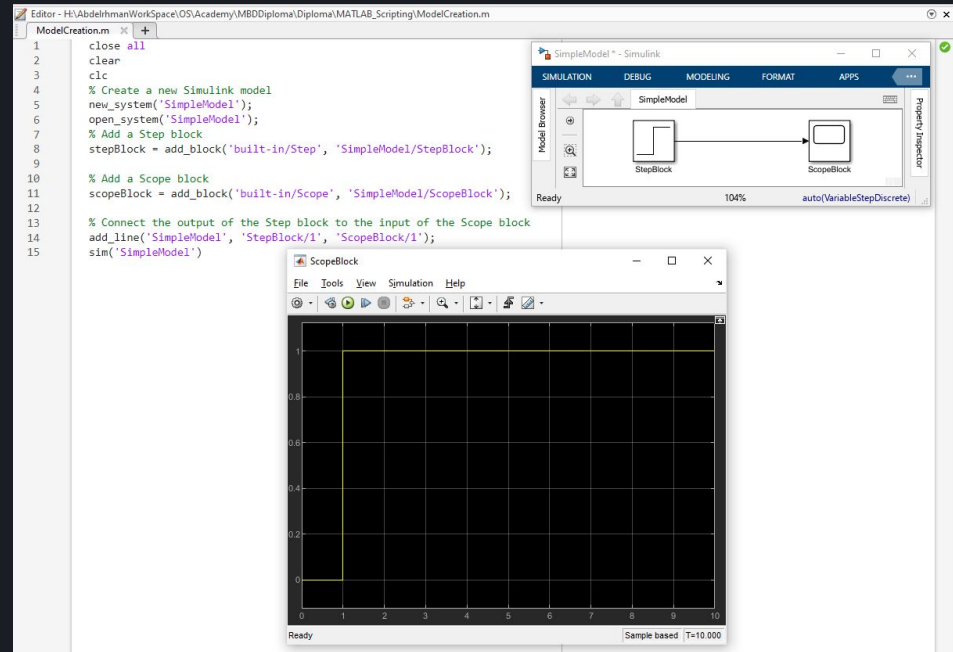 Editor - H:\AbdelrhmanWorkSpace\OS\Academy\MBDDiploma\Diploma\MATLAB_Scripting\ModelCreation.m
ModelCreation.m
1 close all
2 clear
3 clc
4 % Create a new Simulink model
5 new_system('SimpleModel');
6 open_system('SimpleModel');
7 % Add a Step block
8 stepBlock = add_block('built-in/Step', 'SimpleModel/StepBlock');
9
10 % Add a Scope block
11 scopeBlock = add_block('built-in/Scope', 'SimpleModel/ScopeBlock');
12
13 % Connect the output of the Step block to the input of the Scope block
14 add_line('SimpleModel', 'StepBlock/1', 'ScopeBlock/1');
15 sim('SimpleModel')
SimpleModel * - Simulink
SIMULATION DEBUG MODELING FORMAT APPS
SimpleModel
Model Browser
Property Inspector
StepBlock ScopeBlock
Ready 104% auto(VariableStepDiscrete)
ScopeBlock
File Tools View Simulation Help
1
0.8
0.6
0.4
0.2
0
0 1 2 3 4 5 6 7 8 9 10
Ready Sample based T=10.000